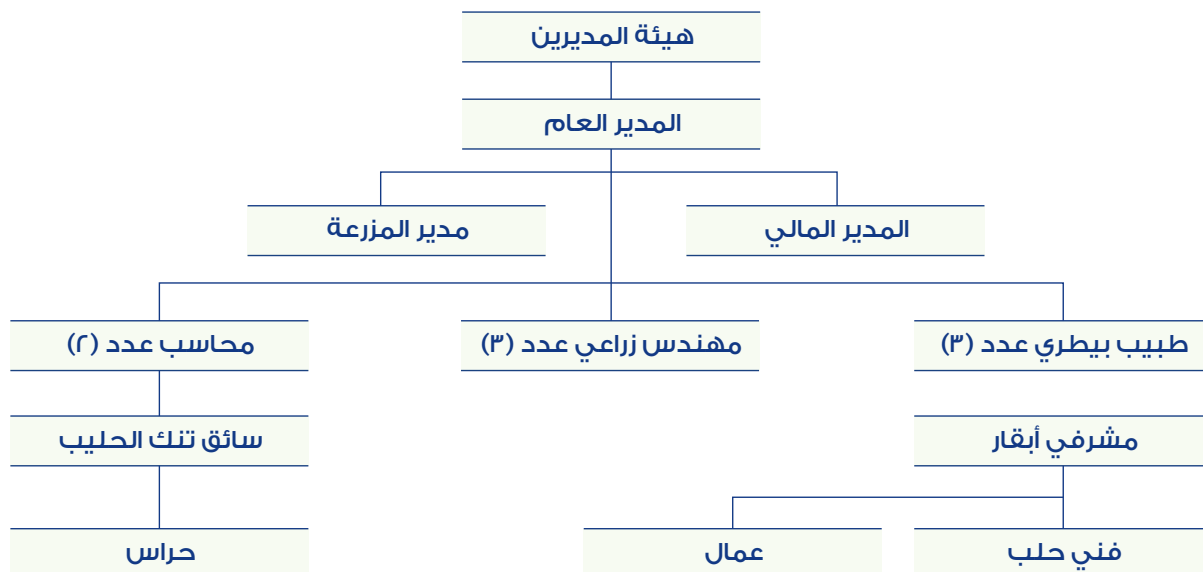 هيئة المديرين
المدير العام
المدير المالي
مدير المزرعة
طبيب بيطري عدد (٣)
مهندس زراعي عدد (٣)
محاسب عدد (٢)
مشرفي أبقار
سائق تنك الحليب
فني حلب
عمال
حراس